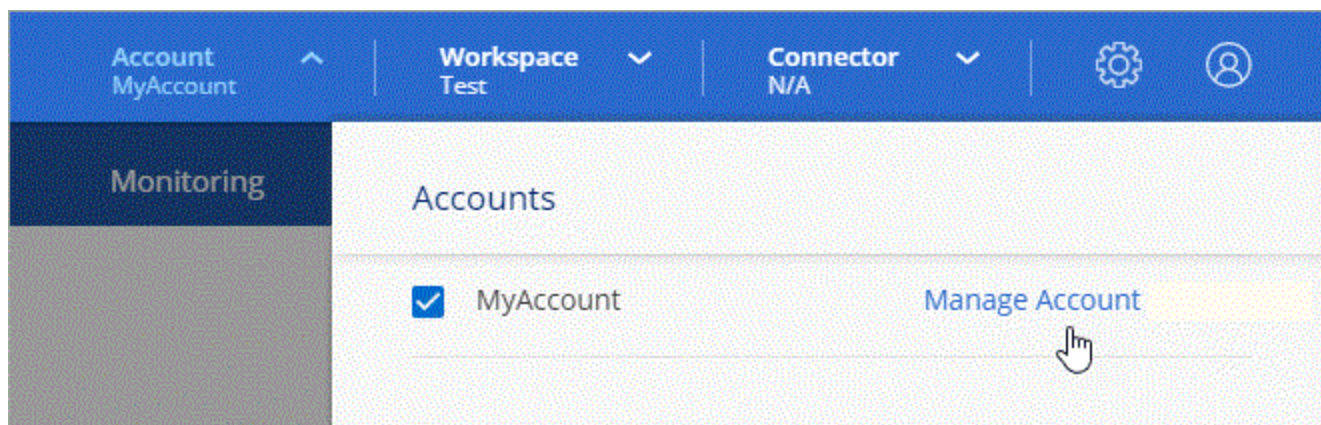 Account
MyAccount
Workspace
Test
Connector
N/A
Monitoring
Accounts
MyAccount
Manage Account